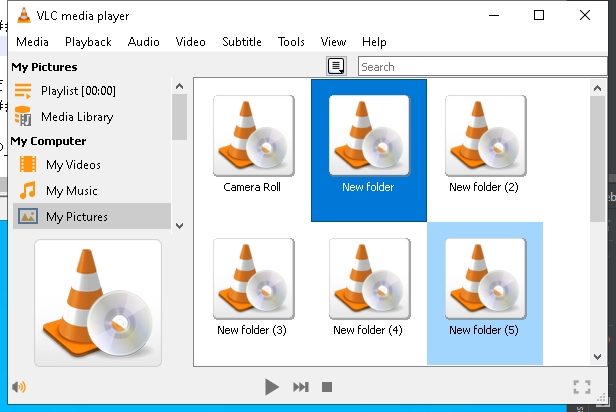 VLC media player
Media Playback Audio Video Subtitle Tools View Help
My Pictures
Search
Playlist [00:00]
Media Library
My Computer
My Videos
My Music
My Pictures
Camera Roll
New folder
New folder (2)
New folder (3)
New folder (4)
New folder (5)